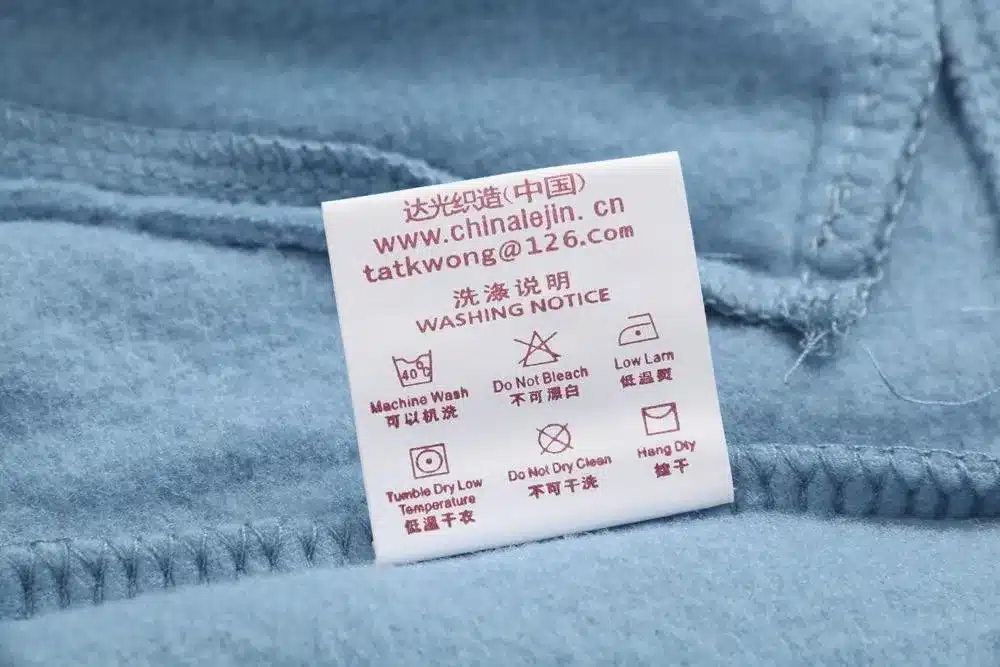 达光织造(中国)
www.chinalejin. cn
tatkwong@126.com
洗涤说明
WASHING NOTICE
40°
Machine Wash
可以机洗
Do Not Bleach
不可漂白
Low Larn
低温熨
Tumble Dry Low
Temperature
低温干衣
Do Not Dry Clean
不可干洗
Hang Dty
挂干